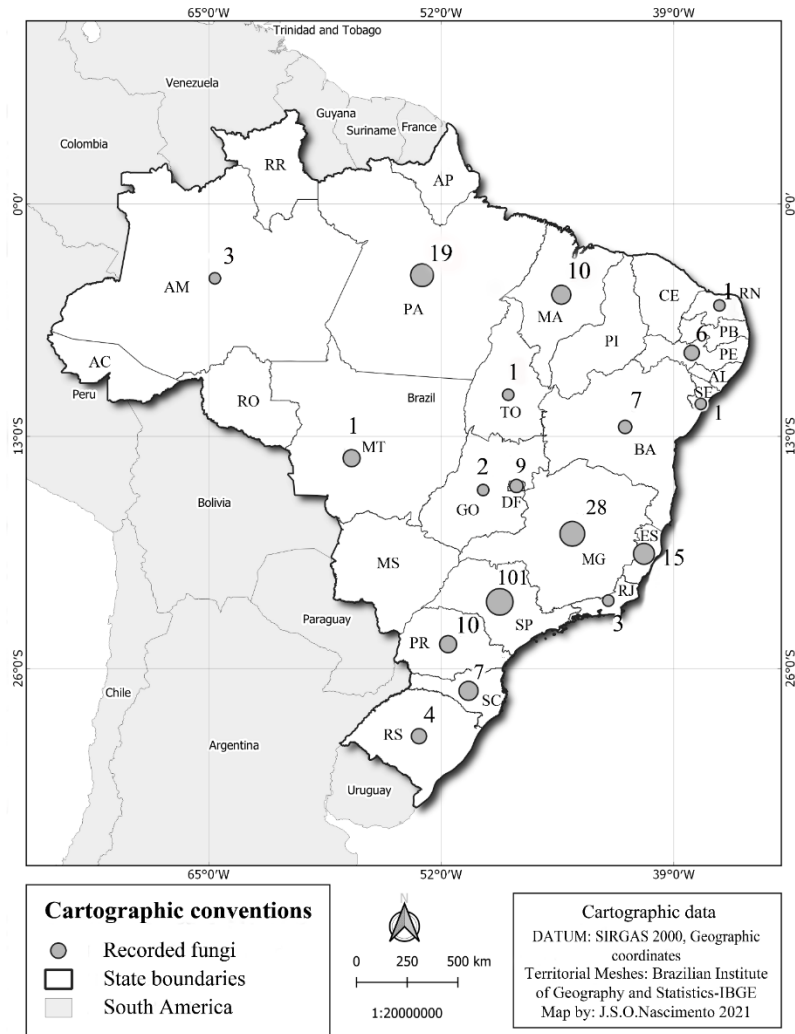 65°0'W 52°0'W 39°0'W
Trinidad and Tobago
Venezuela
Guyana
Suriname
France
Colombia
RR
AP
0°0' 0°0'
3
19
10
AM
PA
MA
CE
1 RN
PI
6 PB
PE
AL
SE
1
AC
Peru
RO
Brazil
1
TO
7
BA
13°0'S 13°0'S
1
MT
2
9
GO
DF
Bolivia
28
MG
ES
15
MS
101
SP
RJ
3
Paraguay
10
PR
26°0'S 26°0'S
7
SC
Chile
4
RS
Argentina
Uruguay
65°0'W 52°0'W 39°0'W
Cartographic conventions
Recorded fungi
State boundaries
South America
N
0 250 500 km
1:20000000
Cartographic data
DATUM: SIRGAS 2000, Geographic
coordinates
Territorial Meshes: Brazilian Institute
of Geography and Statistics-IBGE
Map by: J.S.O.Nascimento 2021